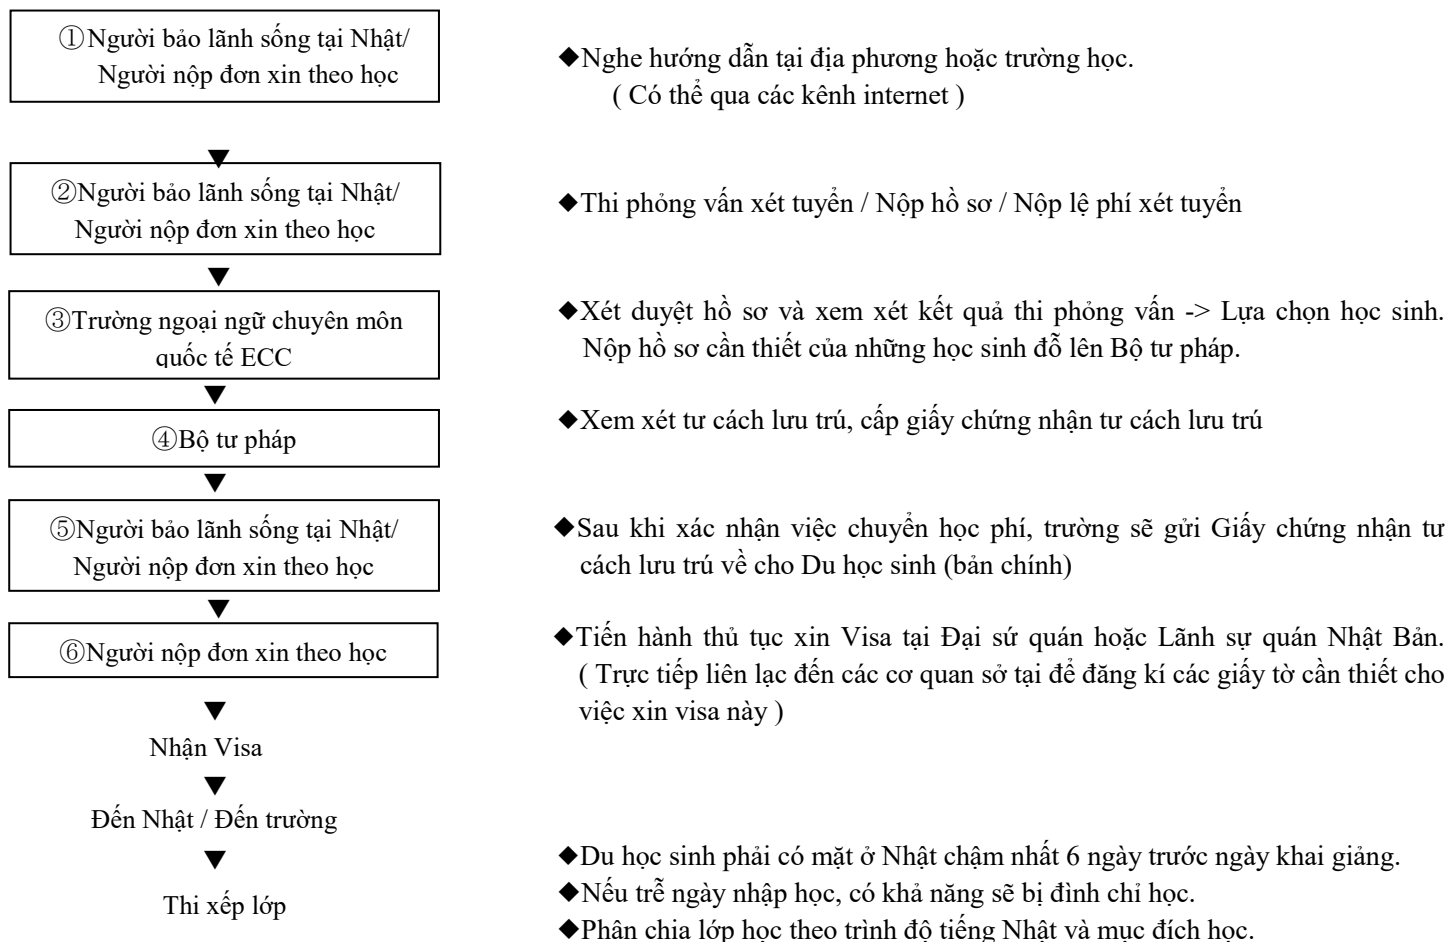 ①Người bảo lãnh sống tại Nhật/
Người nộp đơn xin theo học
◆Nghe hướng dẫn tại địa phương hoặc trường học.
( Có thể qua các kênh internet )
▼
②Người bảo lãnh sống tại Nhật/
Người nộp đơn xin theo học
◆Thi phỏng vấn xét tuyển / Nộp hồ sơ / Nộp lệ phí xét tuyển
▼
③Trường ngoại ngữ chuyên môn
quốc tế ECC
◆Xét duyệt hồ sơ và xem xét kết quả thi phỏng vấn -> Lựa chọn học sinh.
Nộp hồ sơ cần thiết của những học sinh đỗ lên Bộ tư pháp.
▼
④Bộ tư pháp
◆Xem xét tư cách lưu trú, cấp giấy chứng nhận tư cách lưu trú
▼
⑤Người bảo lãnh sống tại Nhật/
Người nộp đơn xin theo học
◆Sau khi xác nhận việc chuyển học phí, trường sẽ gửi Giấy chứng nhận tư
cách lưu trú về cho Du học sinh (bản chính)
▼
⑥Người nộp đơn xin theo học
◆Tiến hành thủ tục xin Visa tại Đại sứ quán hoặc Lãnh sự quán Nhật Bản.
( Trực tiếp liên lạc đến các cơ quan sở tại để đăng kí các giấy tờ cần thiết cho
việc xin visa này )
▼
Nhận Visa
▼
Đến Nhật / Đến trường
▼
Thi xếp lớp
◆Du học sinh phải có mặt ở Nhật chậm nhất 6 ngày trước ngày khai giảng.
◆Nếu trễ ngày nhập học, có khả năng sẽ bị đình chỉ học.
◆Phân chia lớp học theo trình độ tiếng Nhật và mục đích học.